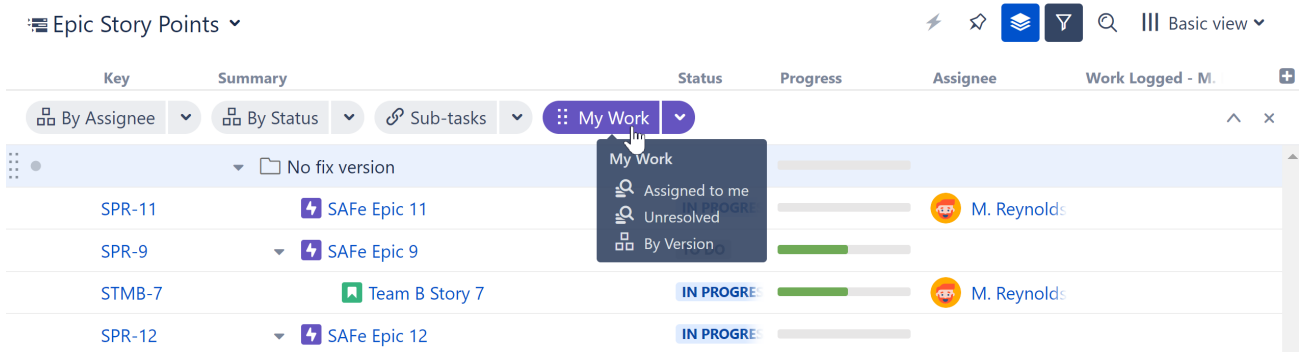 Epic Story Points
Basic view
Key Summary Status Progress Assignee Work Logged - M.
By Assignee By Status Sub-tasks My Work
My Work
No fix version
Assigned to me
SPR-11 SAFe Epic 11 M. Reynolds
Unresolved
By Version
SPR-9 SAFe Epic 9
STMB-7 Team B Story 7 IN PROGRES M. Reynolds
SPR-12 SAFe Epic 12 IN PROGRES